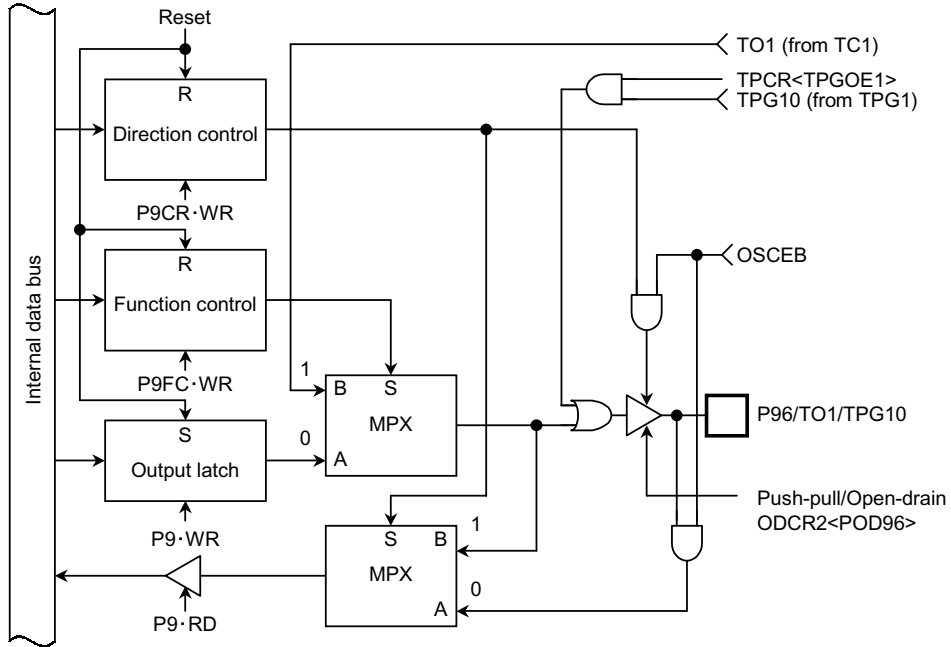 Reset
TO1 (from TC1)
TPCR<TPGOE1>
TPG10 (from TPG1)
R
Direction control
P9CR·WR
OSCEB
R
Function control
P9FC·WR
Internal data bus
1
B
S
MPX
0
A
S
Output latch
P9·WR
P96/TO1/TPG10
Push-pull/Open-drain
ODCR2<POD96>
S
B
1
MPX
A
0
P9·RD